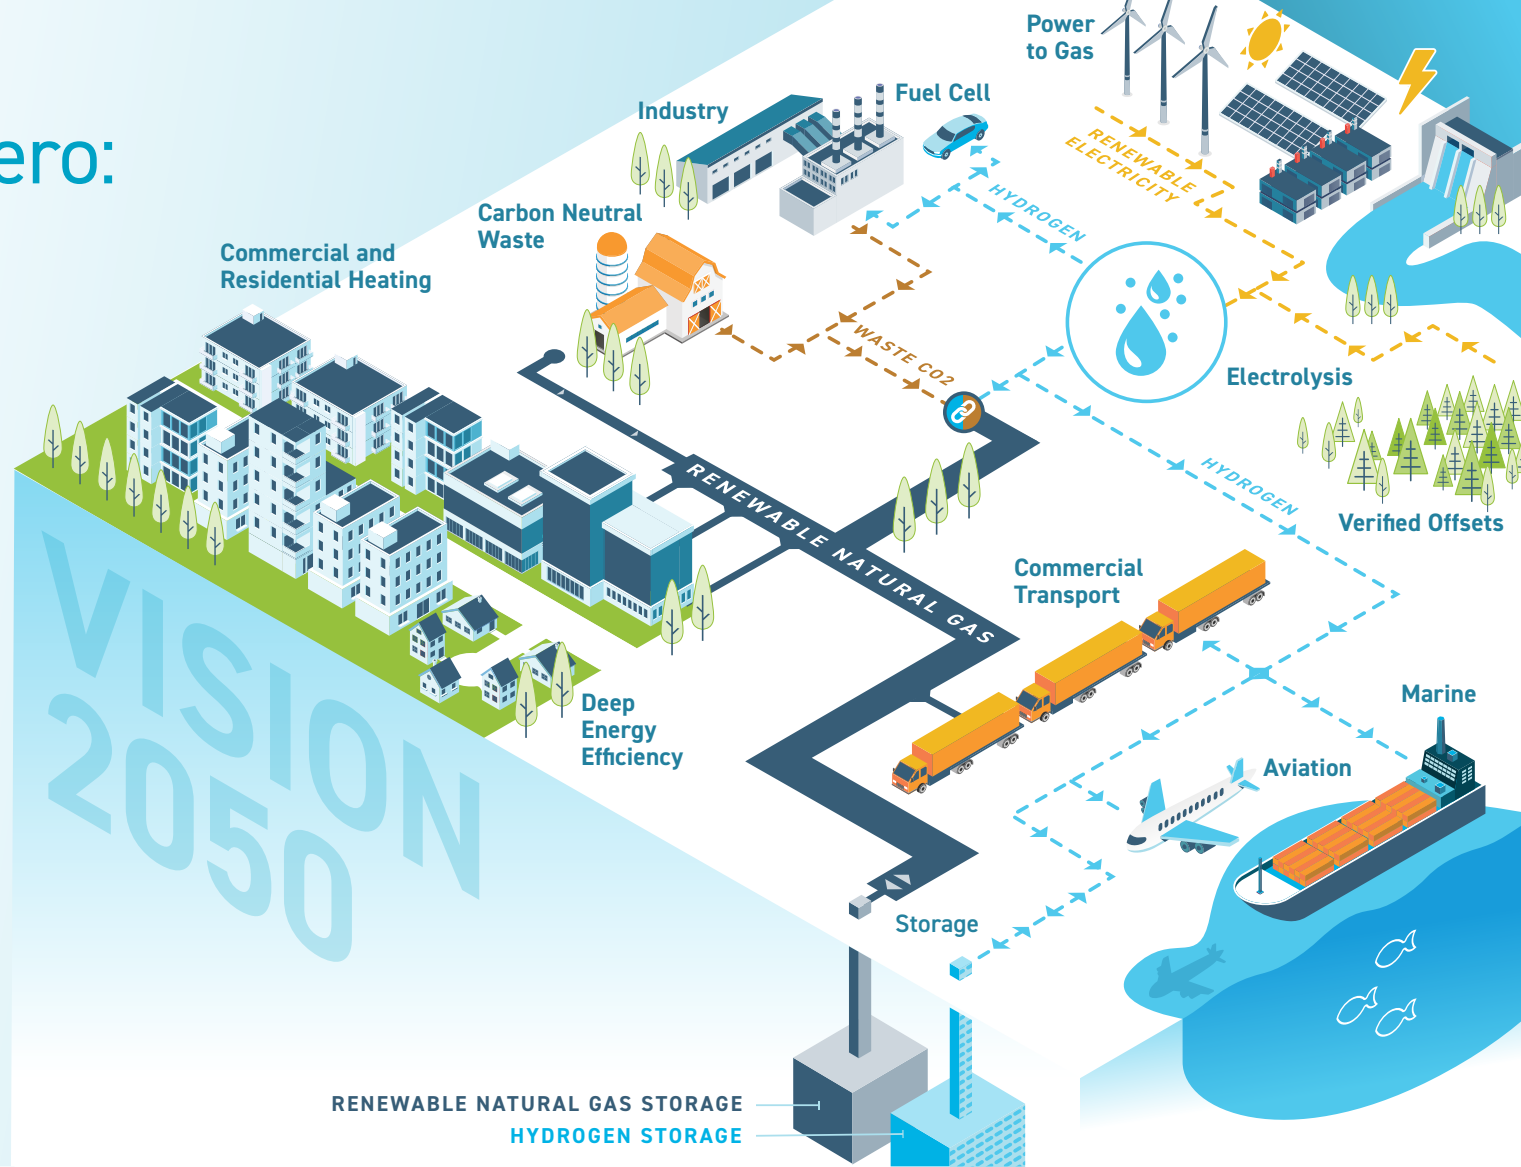 ero:
Power
to Gas
Fuel Cell
Industry
RENEWABLE
ELECTRICITY
Carbon Neutral
Waste
HYDROGEN
Commercial and
Residential Heating
WASTE CO2
Electrolysis
RENEWABLE NATURAL GAS
HYDROGEN
Verified Offsets
Commercial
Transport
VISION
2050
Deep
Energy
Efficiency
Marine
Aviation
Storage
RENEWABLE NATURAL GAS STORAGE
HYDROGEN STORAGE